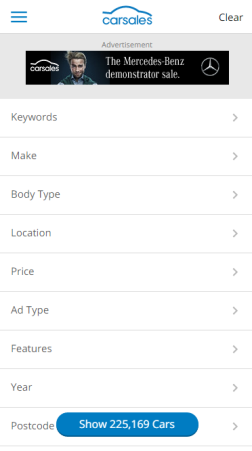 carsales
Clear
Advertisement
carsales
The Mercedes-Benz
demonstrator sale.
Keywords
Make
Body Type
Location
Price
Ad Type
Features
Year
Postcode
Show 225,169 Cars